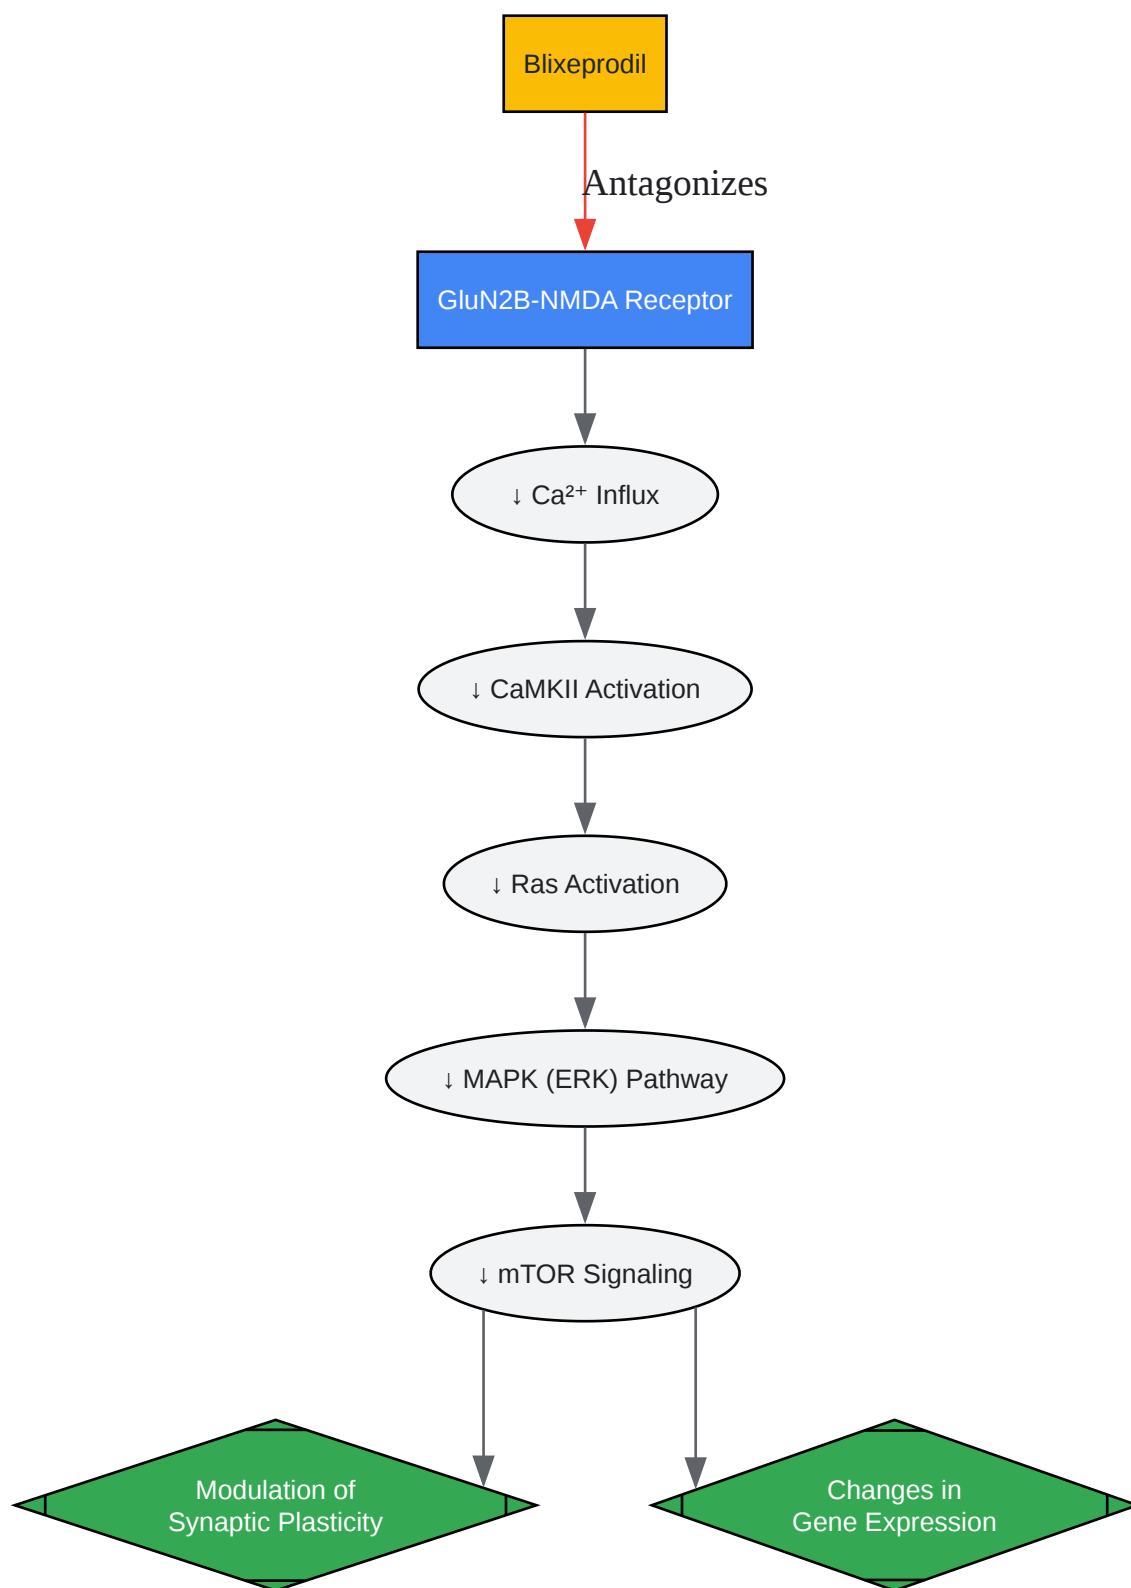 Blixeprodil
Antagonizes
GluN2B-NMDA Receptor
↓ Ca²⁺ Influx
↓ CaMKII Activation
↓ Ras Activation
↓ MAPK (ERK) Pathway
↓ mTOR Signaling
Modulation of
Synaptic Plasticity
Changes in
Gene Expression